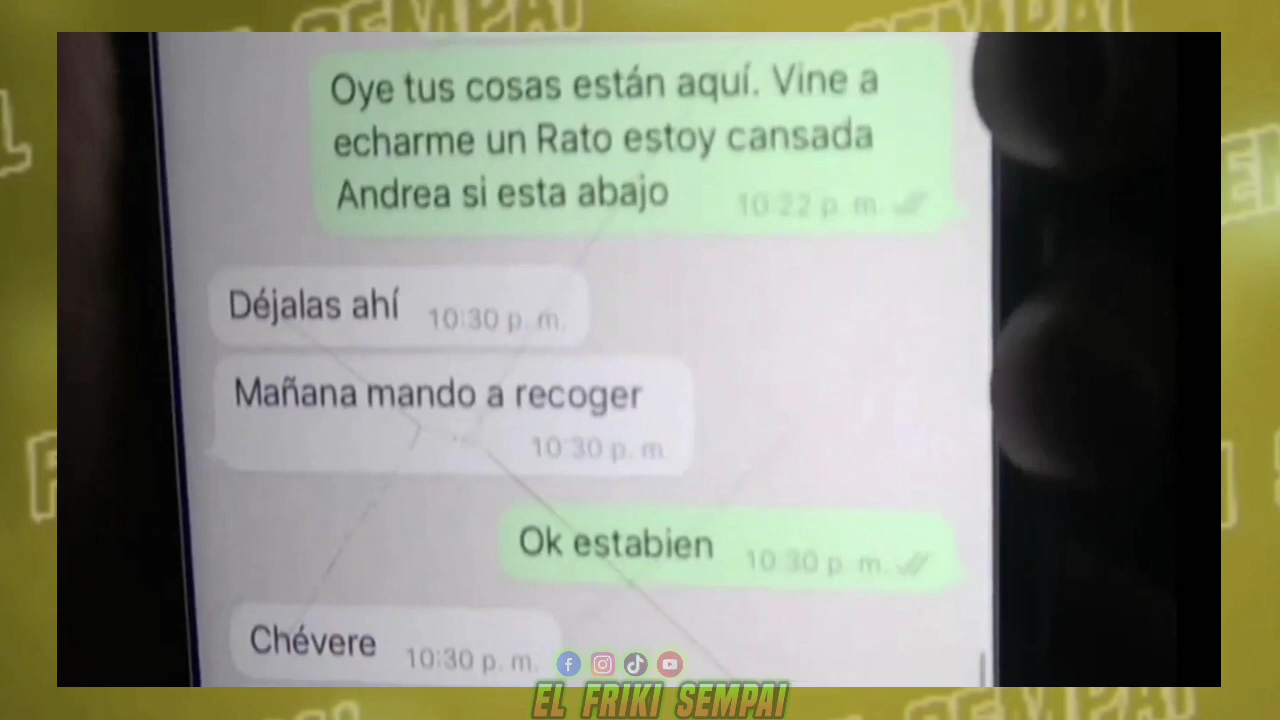 Oye tus cosas están aquí. Vine a
echarme un Rato estoy cansada
Andrea si esta abajo
10:22 p. m.
Déjalas ahí
10:30 p. m.
Mañana mando a recoger
10:30 p. m.
Ok estabien
10:30 p. m.
Chévere
10:30 p. m.
EL FRIKI SEMPAI